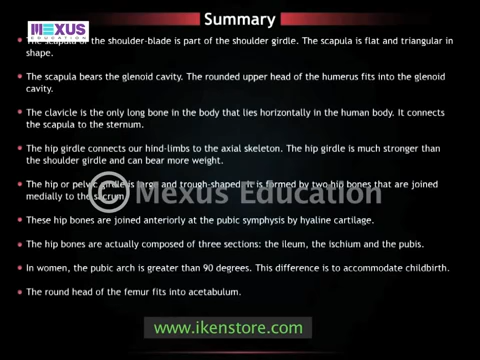 Summary
MEXUS
EDUCATION
The scapula or the shoulder-blade is part of the shoulder girdle. The scapula is flat and triangular in
shape.
The scapula bears the glenoid cavity. The rounded upper head of the humerus fits into the glenoid
cavity.
The clavicle is the only long bone in the body that lies horizontally in the human body. It connects
the scapula to the sternum.
The hip girdle connects our hind-limbs to the axial skeleton. The hip girdle is much stronger than
the shoulder girdle and can bear more weight.
The hip or pelvic girdle is large and trough-shaped. It is formed by two hip bones that are joined
medially to the sacrum.
© Mexus Education
These hip bones are joined anteriorly at the pubic symphysis by hyaline cartilage.
The hip bones are actually composed of three sections: the ileum, the ischium and the pubis.
In women, the pubic arch is greater than 90 degrees. This difference is to accommodate childbirth.
The round head of the femur fits into acetabulum.
www.ikenstore.com